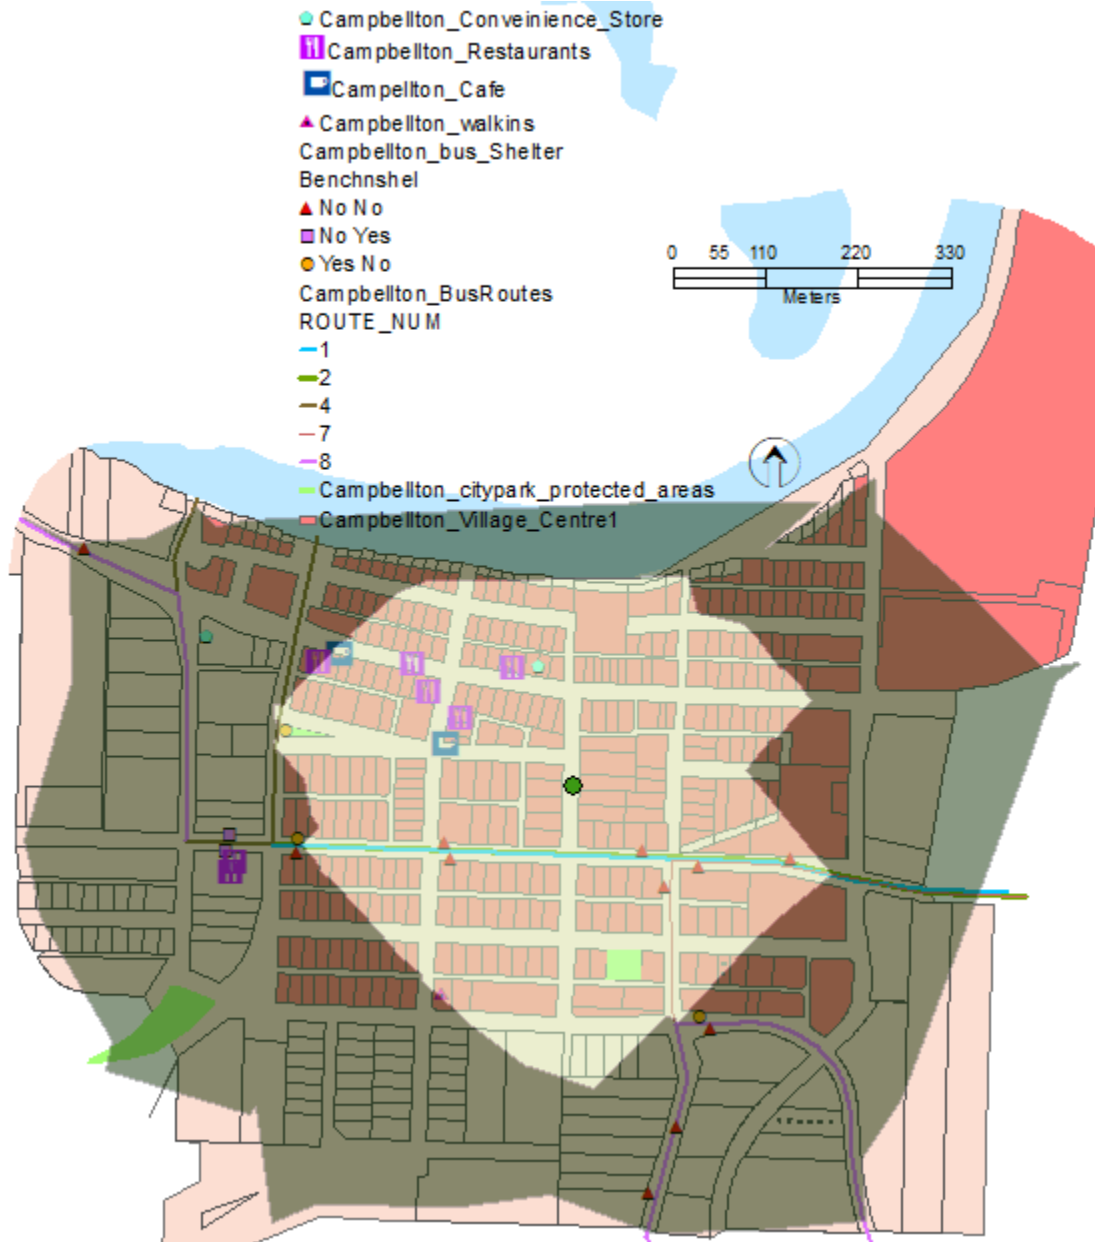 Campbellton_Conveinience_Store
Campbellton_Restaurants
Campellton_Cafe
Campbellton_walkins
Campbellton_bus_Shelter
Benchnshel
No No
No Yes
Yes No
Campbellton_BusRoutes
ROUTE_NUM
1
2
4
7
8
Campbellton_citypark_protected_areas
Campbellton_Village_Centre1
0 55 110 220 330
Meters